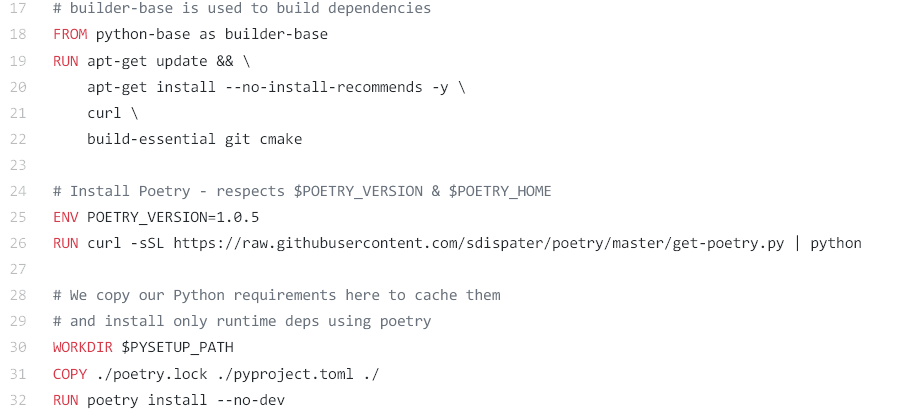 17 # builder-base is used to build dependencies
18 FROM python-base as builder-base
19 RUN apt-get update && \
20     apt-get install --no-install-recommends -y \
21     curl \
22     build-essential git cmake
23
24 # Install Poetry - respects $POETRY_VERSION & $POETRY_HOME
25 ENV POETRY_VERSION=1.0.5
26 RUN curl -sSL https://raw.githubusercontent.com/sdispater/poetry/master/get-poetry.py | python
27
28 # We copy our Python requirements here to cache them
29 # and install only runtime deps using poetry
30 WORKDIR $PYSETUP_PATH
31 COPY ./poetry.lock ./pyproject.toml ./
32 RUN poetry install --no-dev